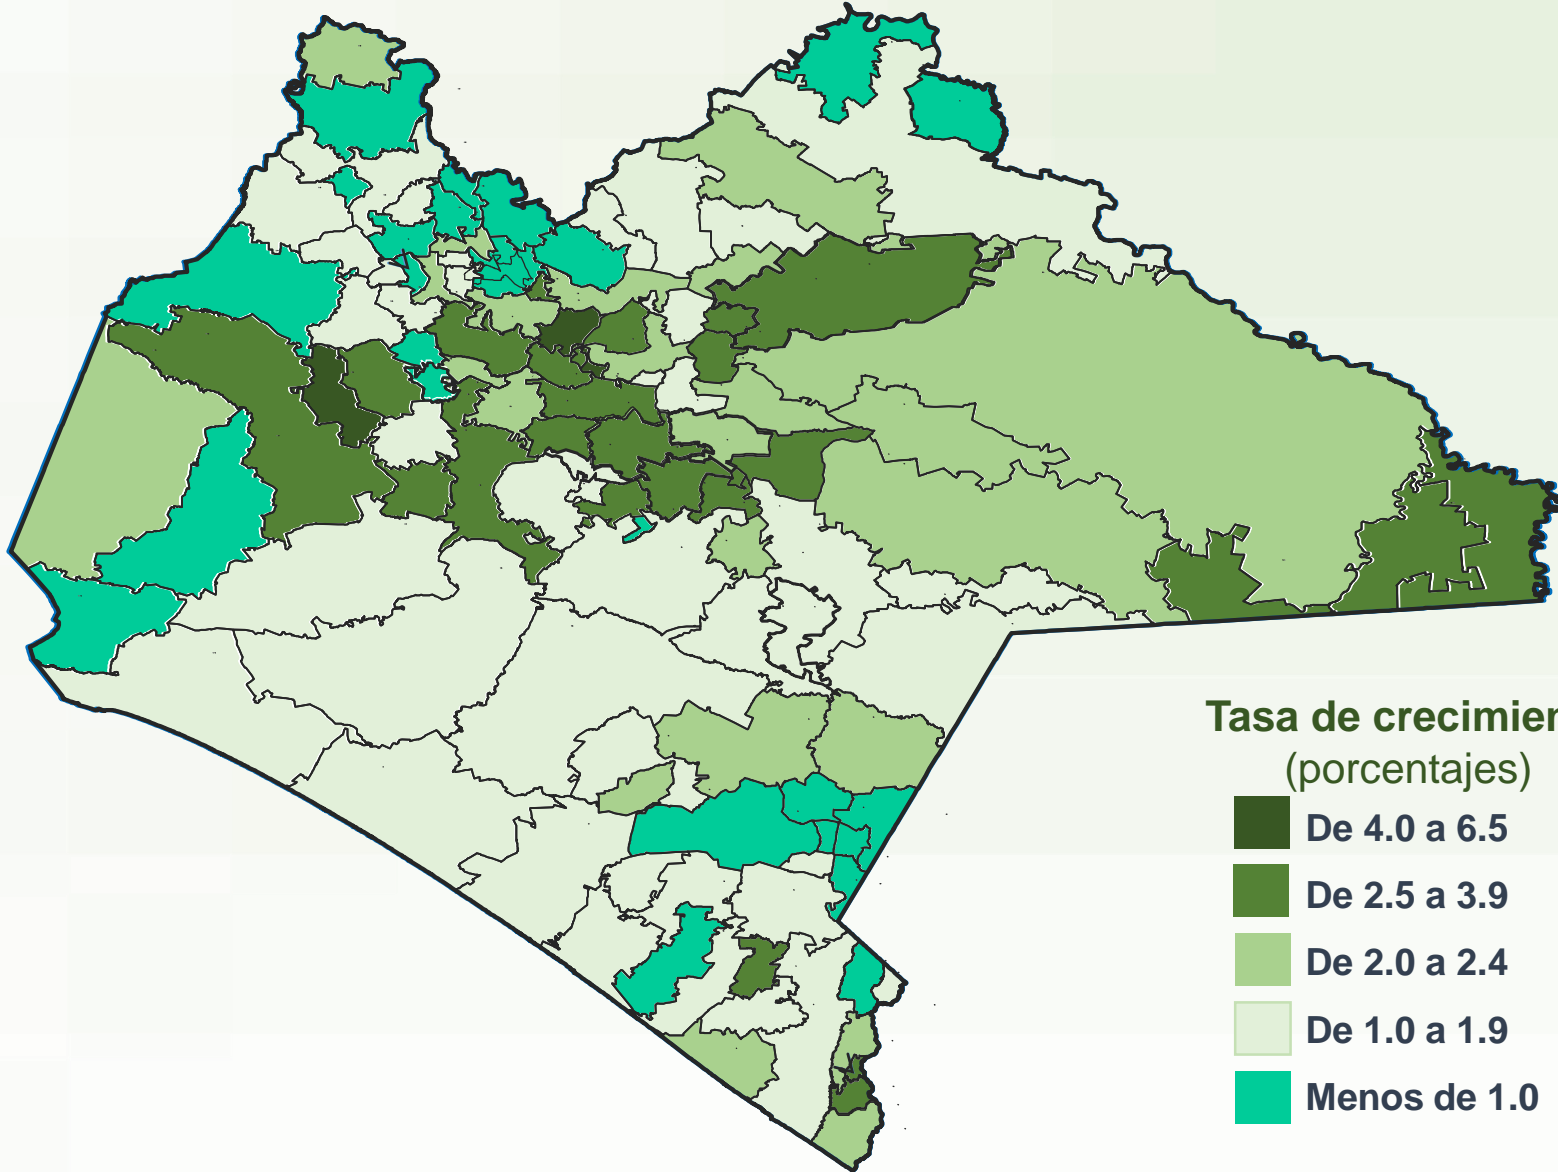 Tasa de crecimien
(porcentajes)
De 4.0 a 6.5
De 2.5 a 3.9
De 2.0 a 2.4
De 1.0 a 1.9
Menos de 1.0